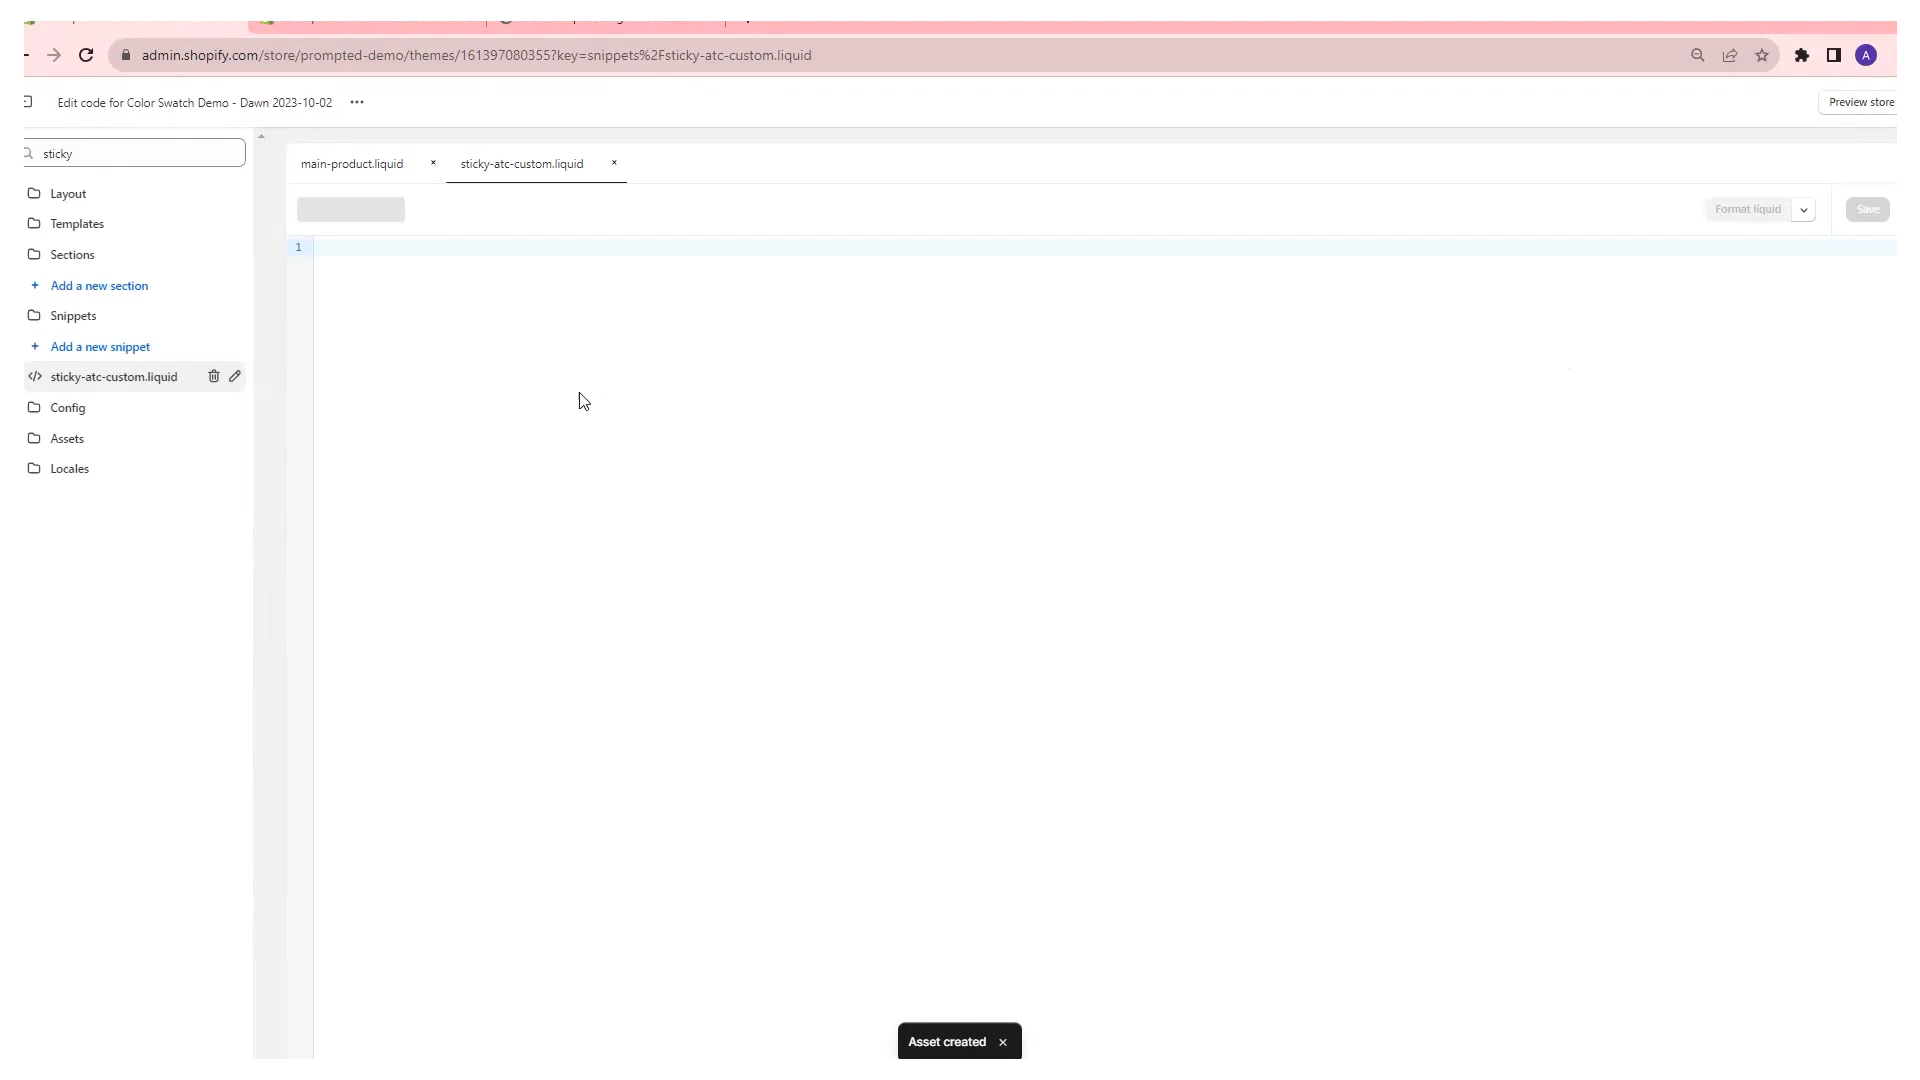 admin.shopify.com/store/prompted-demo/themes/161397080355?key=snippets%2Fsticky-atc-custom.liquid
A
Edit code for Color Swatch Demo - Dawn 2023-10-02
Preview store
sticky
main-product.liquid
sticky-atc-custom.liquid
Layout
Templates
Format liquid
Save
1
Sections
Add a new section
Snippets
Add a new snippet
sticky-atc-custom.liquid
Config
Assets
Locales
Asset created